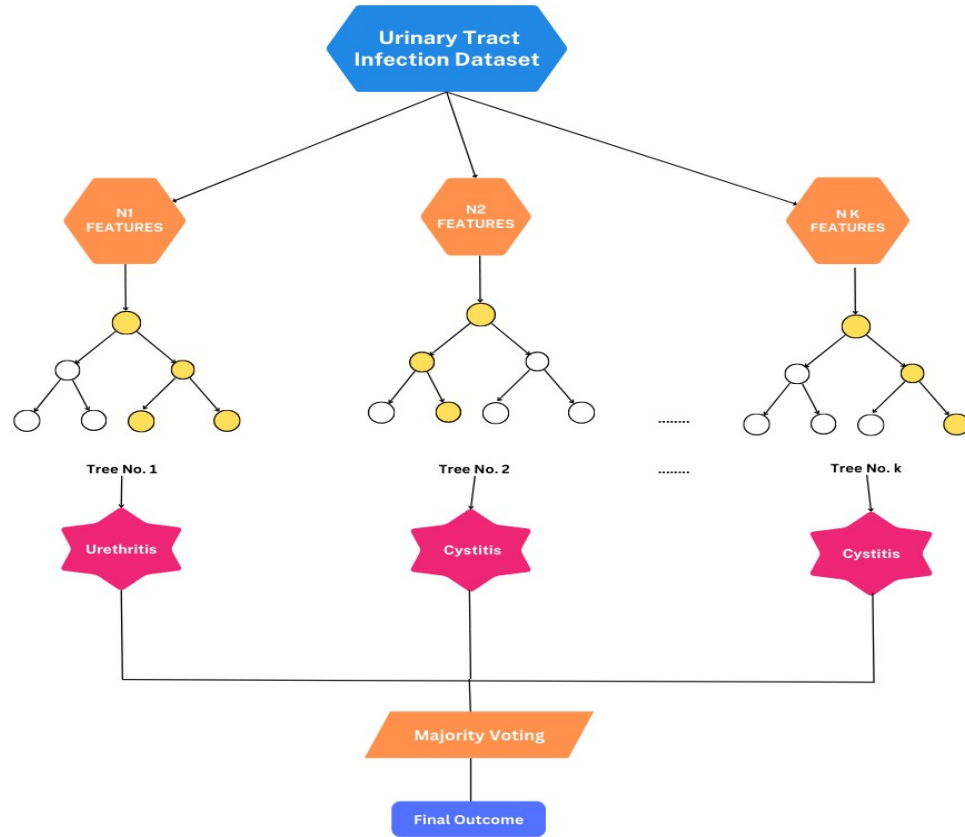 Urinary Tract
Infection Dataset
N1
FEATURES
N2
FEATURES
N K
FEATURES
........
Tree No. 1
Tree No. 2
........
Tree No. k
Urethritis
Cystitis
Cystitis
Majority Voting
Final Outcome